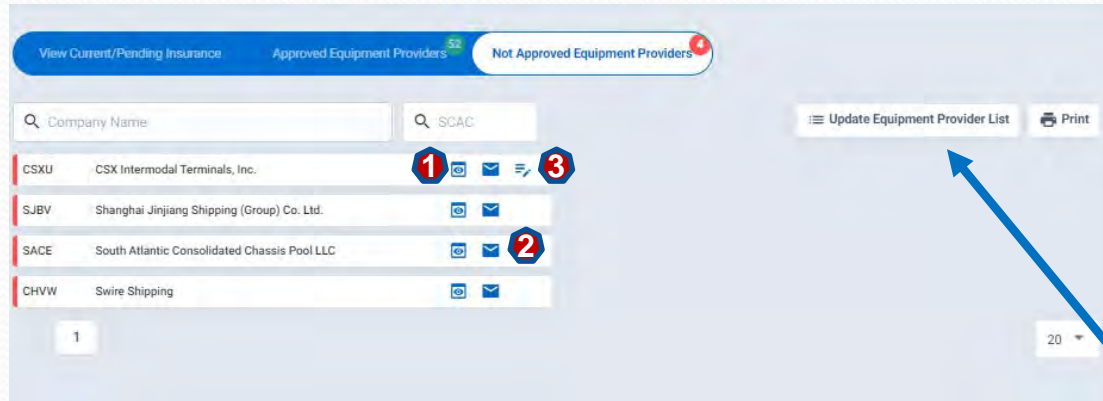 View Current/Pending Insurance Approved Equipment Providers 52 Not Approved Equipment Providers 4
Company Name SCAC Update Equipment Provider List Print
CSXU CSX Intermodal Terminals, Inc. 1 3
SJBV Shanghai Jinjiang Shipping (Group) Co. Ltd.
SACE South Atlantic Consolidated Chassis Pool LLC 2
CHVW Swire Shipping
1 20